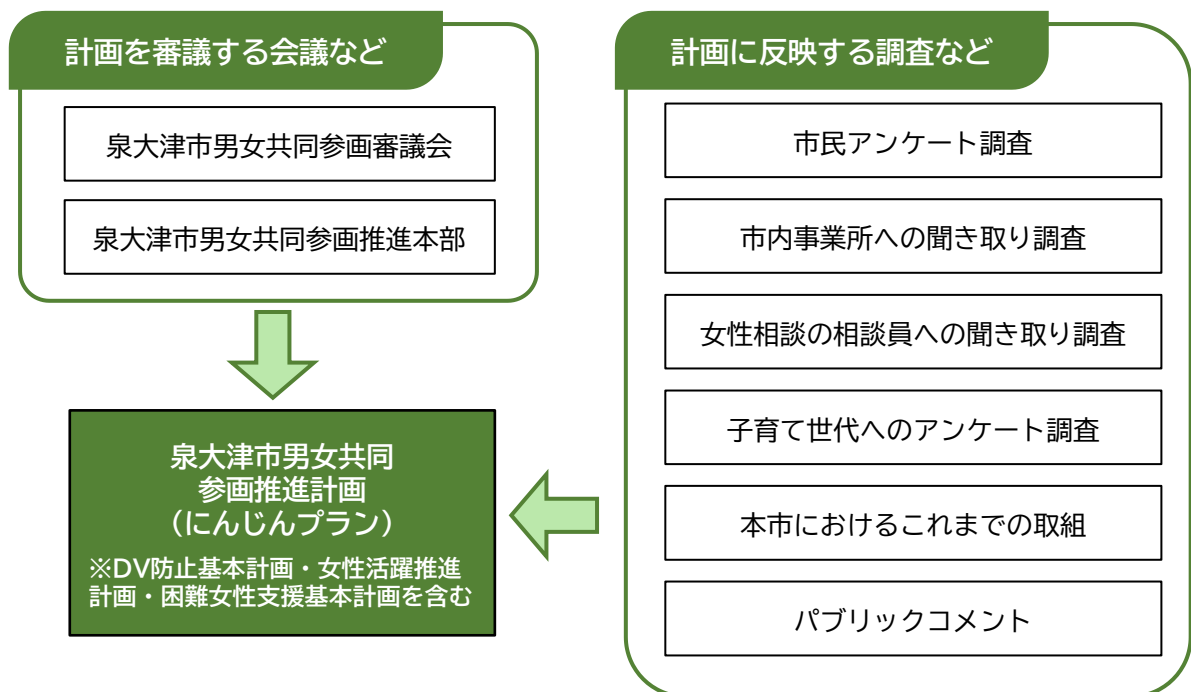 計画を審議する会議など
泉大津市男女共同参画審議会
泉大津市男女共同参画推進本部
泉大津市男女共同
参画推進計画
（にんじんプラン）
※DV防止基本計画・女性活躍推進
計画・困難女性支援基本計画を含む
計画に反映する調査など
市民アンケート調査
市内事業所への聞き取り調査
女性相談の相談員への聞き取り調査
子育て世代へのアンケート調査
本市におけるこれまでの取組
パブリックコメント